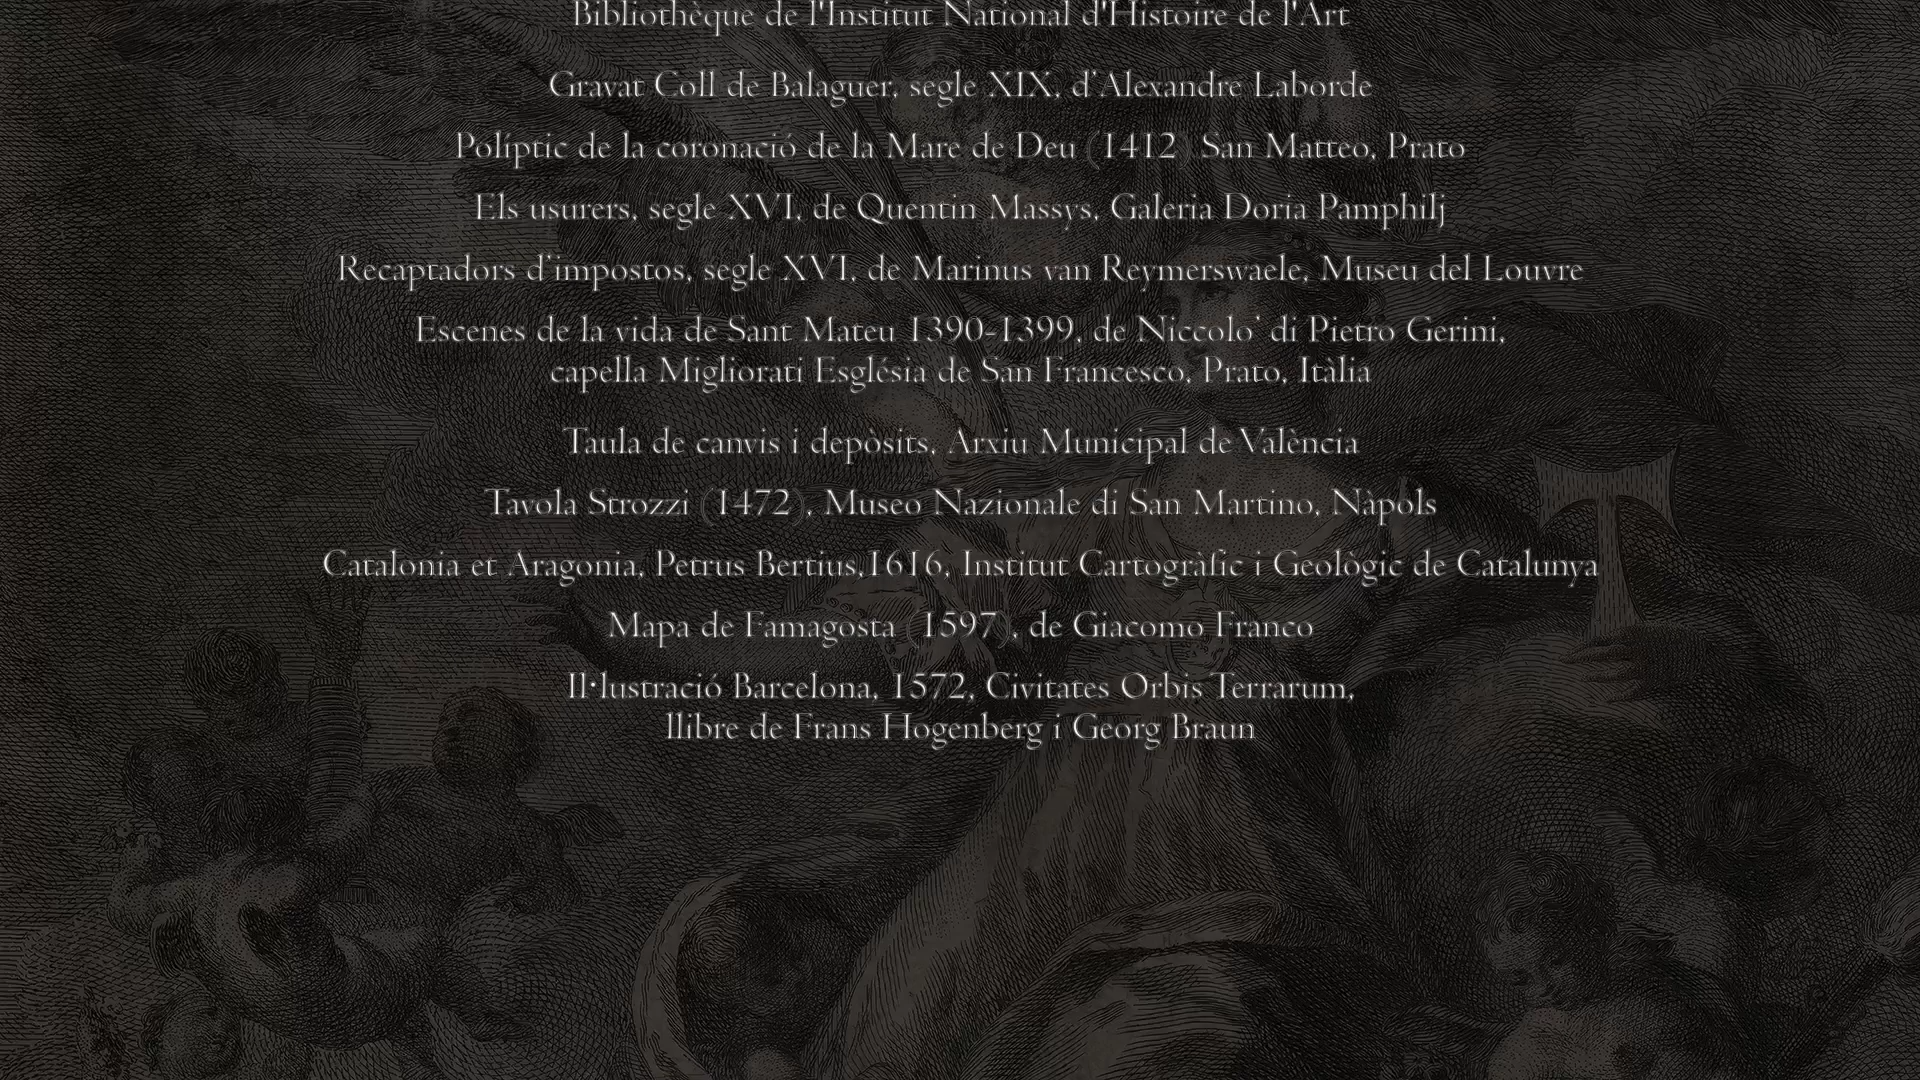 Bibliothèque de l'Institut National d'Histoire de l'Art
Gravat Coll de Balaguer, segle XIX, d'Alexandre Laborde
Políptic de la coronació de la Mare de Deu (1412) San Matteo, Prato
Els usurers, segle XVI, de Quentin Massys, Galeria Doria Pamphilj
Recaptadors d'impostos, segle XVI, de Marinus van Reymerswaele, Museu del Louvre
Escenes de la vida de Sant Mateu 1390-1399, de Niccolo' di Pietro Gerini,
capella Migliorati Església de San Francesco, Prato, Itàlia
Taula de canvis i depòsits, Arxiu Municipal de València
Tavola Strozzi (1472), Museo Nazionale di San Martino, Nàpols
Catalonia et Aragonia, Petrus Bertius,1616, Institut Cartogràfic i Geològic de Catalunya
Mapa de Famagosta (1597), de Giacomo Franco
Il·lustració Barcelona, 1572, Civitates Orbis Terrarum,
llibre de Frans Hogenberg i Georg Braun